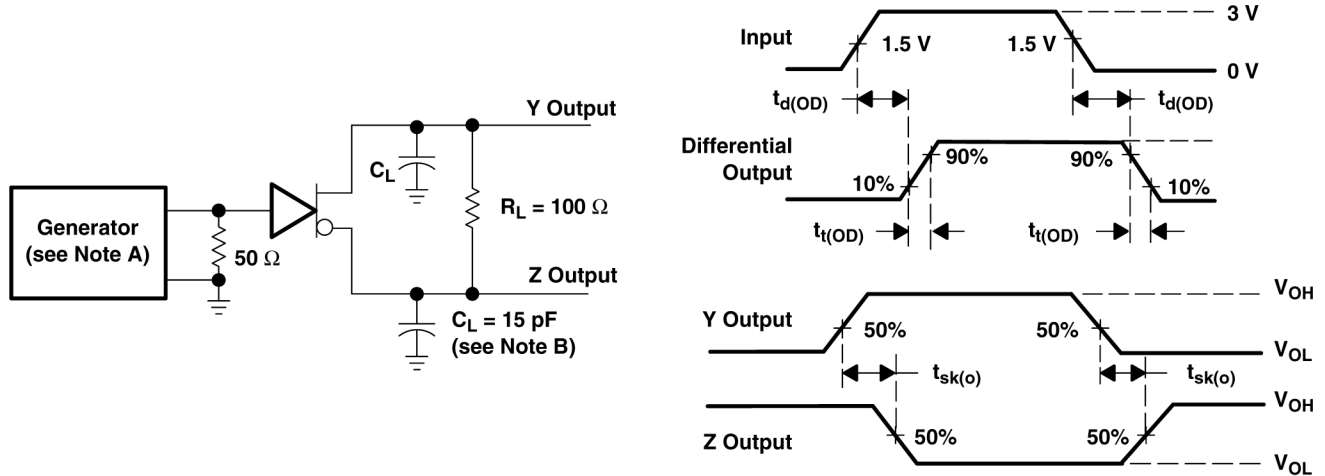 Y Output
C_L
R_L = 100 Ω
Generator
(see Note A)
50 Ω
Z Output
C_L = 15 pF
(see Note B)
Input
1.5 V
1.5 V
3 V
0 V
t_d(OD)
t_d(OD)
Differential
Output
90%
90%
10%
10%
t_t(OD)
t_t(OD)
Y Output
50%
50%
V_OH
V_OL
t_sk(o)
t_sk(o)
Z Output
50%
50%
V_OH
V_OL